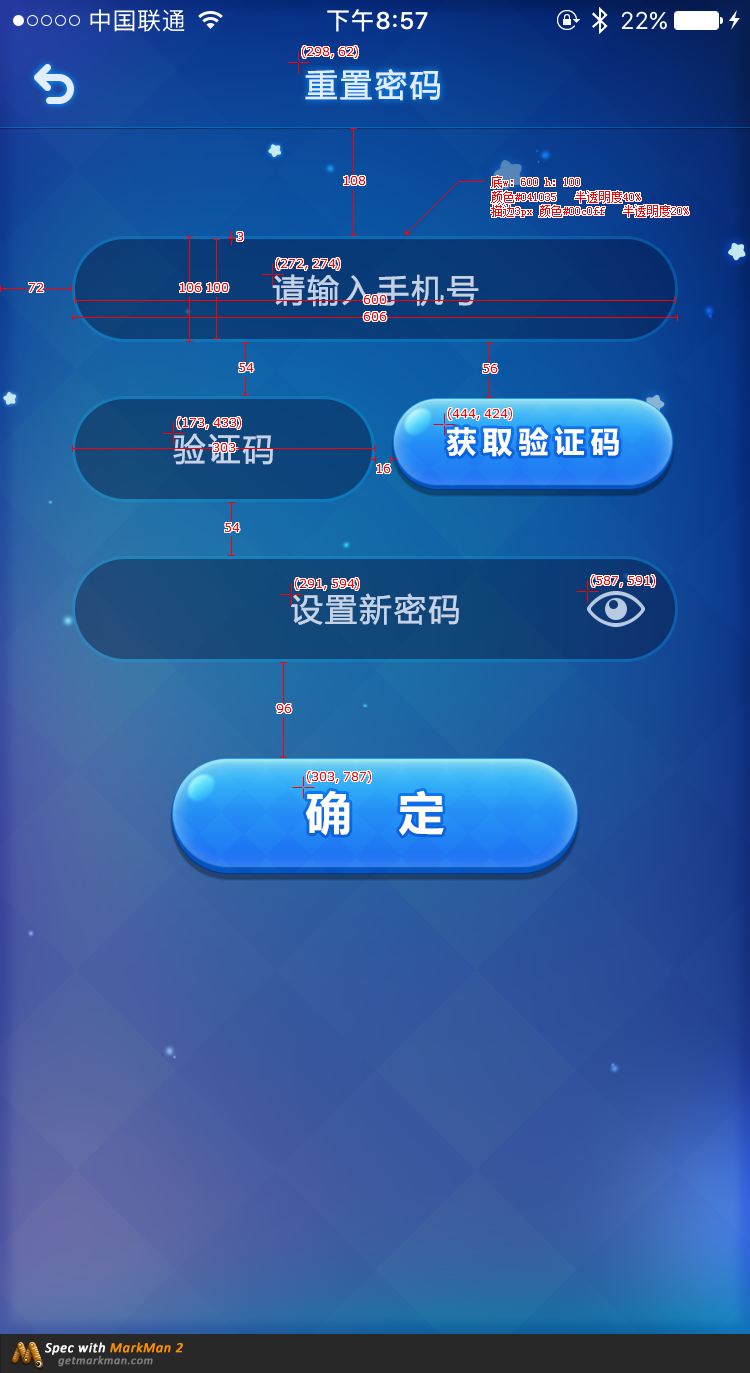 中国联通 下午8:57 22%
(298, 62)
重置密码
108
底w: 600 h: 100
颜色#041035 半透明度40%
描边3px 颜色#00c0ff 半透明度20%
3
(272, 274)
请输入手机号
72
106 100
600
606
54
56
(173, 433)
验证码
303
16
(444, 424)
获取验证码
54
(291, 594)
设置新密码
(587, 591)
96
(303, 787)
确 定
Spec with MarkMan 2
getmarkman.com